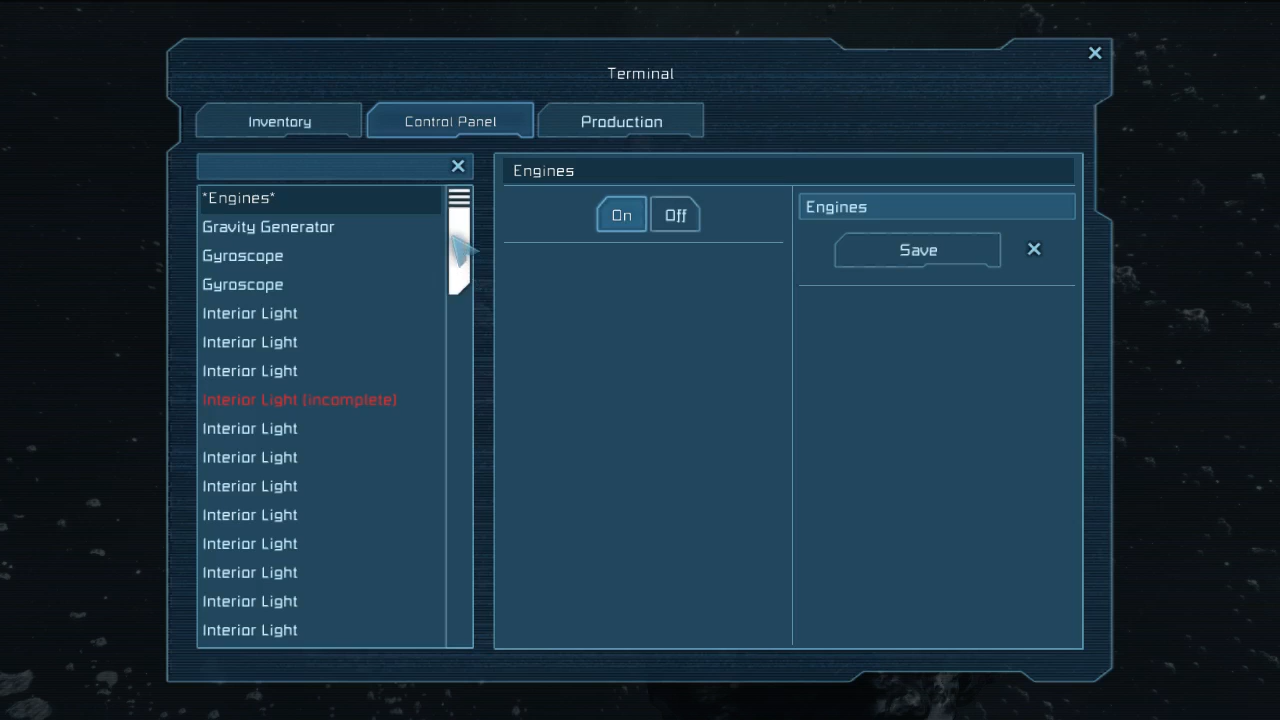 Terminal
Inventory
Control Panel
Production
*Engines*
Gravity Generator
Gyroscope
Gyroscope
Interior Light
Interior Light
Interior Light
Interior Light (incomplete)
Interior Light
Interior Light
Interior Light
Interior Light
Interior Light
Interior Light
Interior Light
Interior Light
Engines
On
Off
Engines
Save